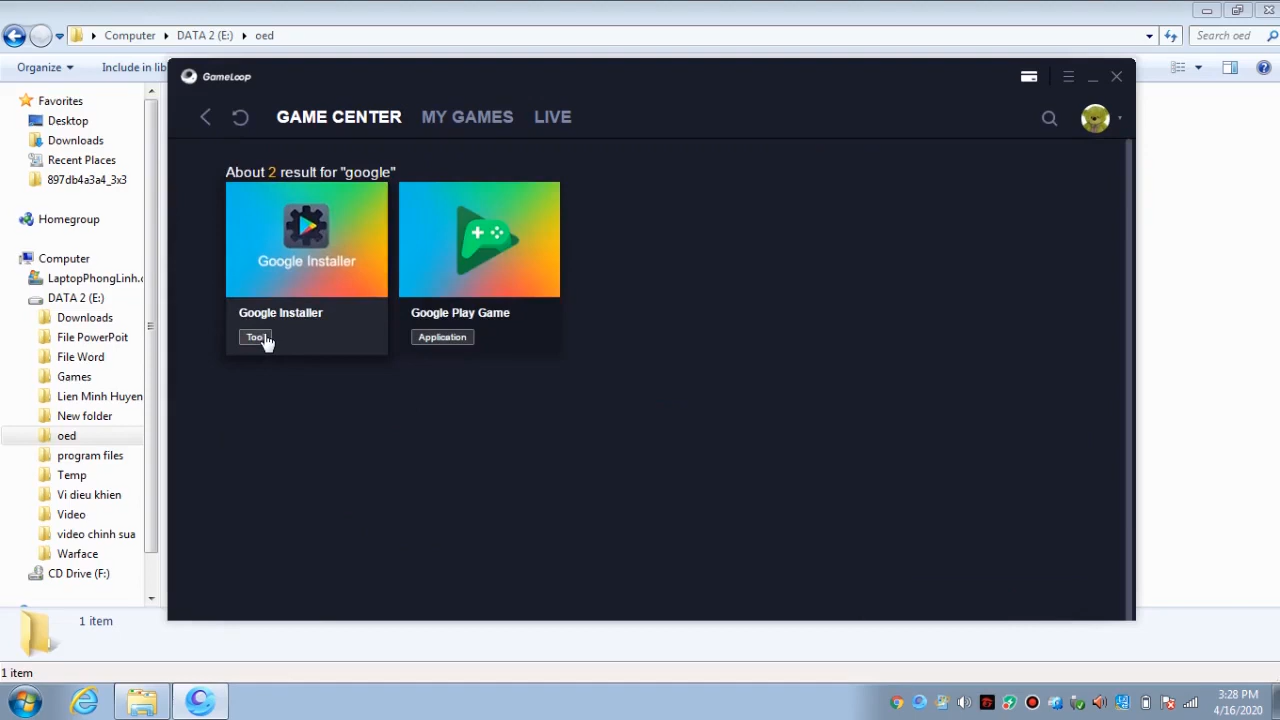 Computer
DATA 2 (E:)
oed
Search oed
Organize
Include in lib
GameLoop
GAME CENTER
MY GAMES
LIVE
About 2 result for "google"
Google Installer
Google Installer
Tool
Google Play Game
Application
Favorites
Desktop
Downloads
Recent Places
897db4a3a4_3x3
Homegroup
Computer
LaptopPhongLinh.c
DATA 2 (E:)
Downloads
File PowerPoit
File Word
Games
Lien Minh Huyen
New folder
oed
program files
Temp
Vi dieu khien
Video
video chinh sua
Warface
CD Drive (F:)
1 item
1 item
3:28 PM
4/16/2020